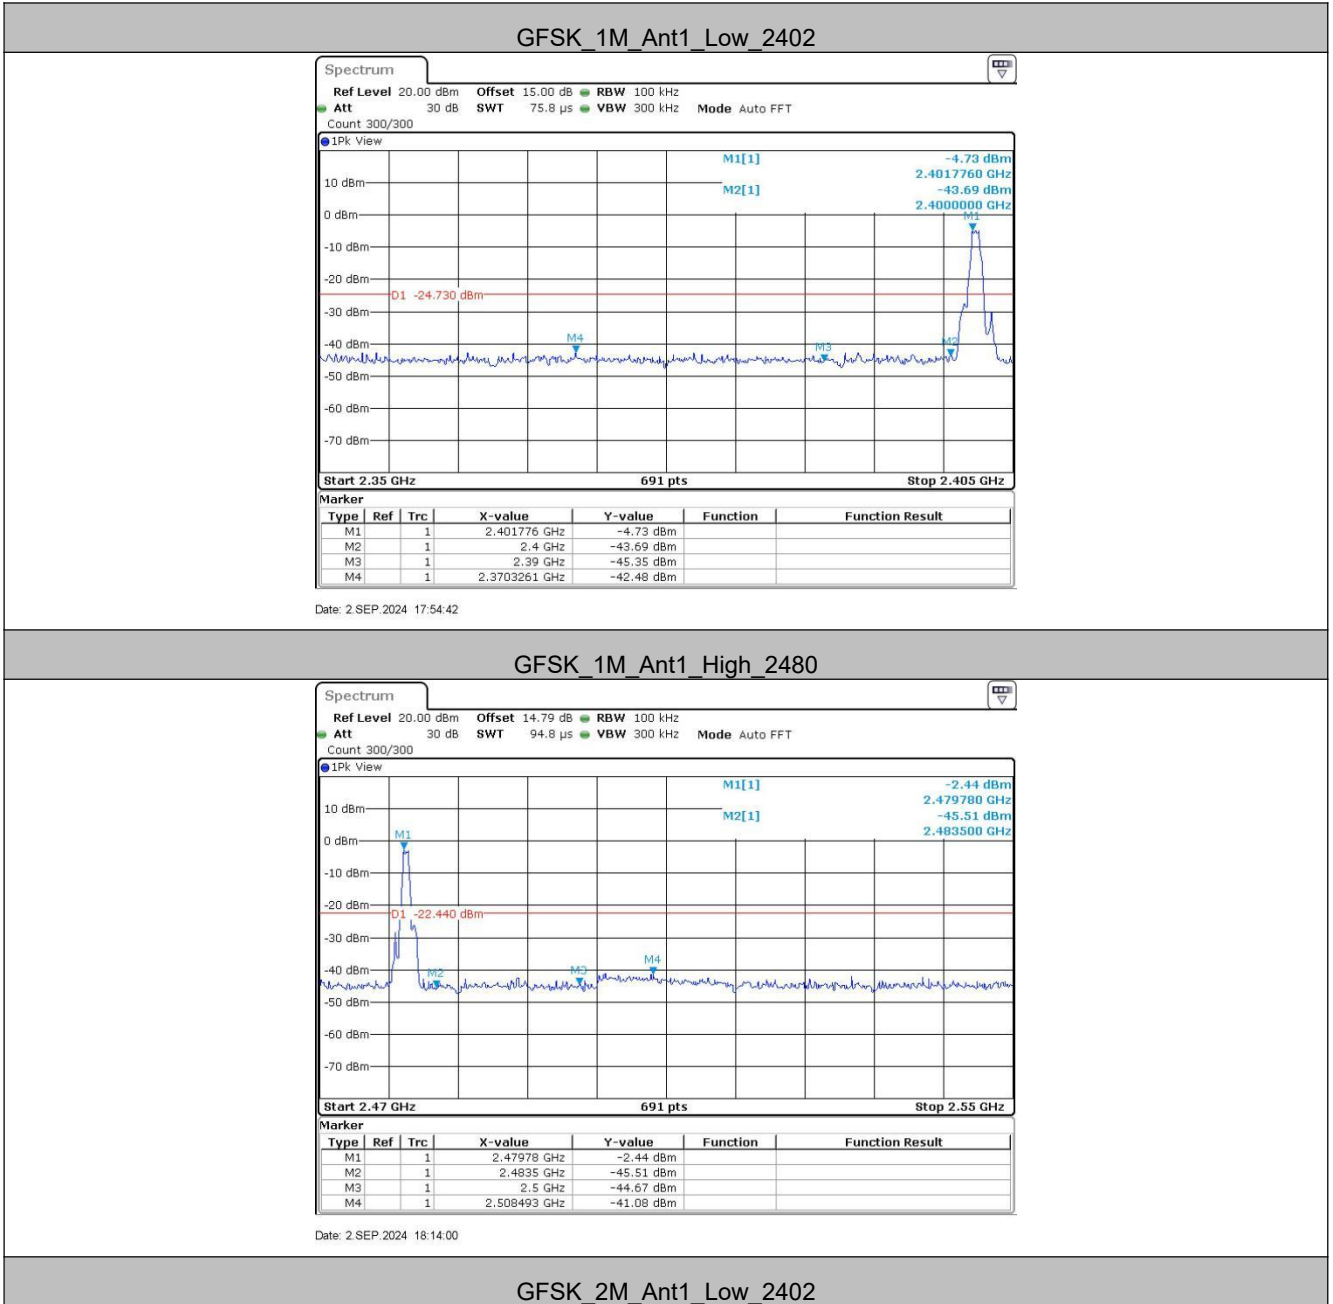 GFSK_1M_Ant1_Low_2402
Spectrum
Ref Level 20.00 dBm Offset 15.00 dB RBW 100 kHz
Att 30 dB SWT 75.8 µs VBW 300 kHz Mode Auto FFT
Count 300/300
1Pk View
M1[1] -4.73 dBm
2.4017760 GHz
10 dBm
M2[1] -43.69 dBm
2.4000000 GHz
0 dBm
M1
-10 dBm
-20 dBm
D1 -24.730 dBm
-30 dBm
-40 dBm
M4
M3
M2
-50 dBm
-60 dBm
-70 dBm
Start 2.35 GHz 691 pts Stop 2.405 GHz
Marker
Type Ref Trc X-value Y-value Function Function Result
M1 1 2.401776 GHz -4.73 dBm
M2 1 2.4 GHz -43.69 dBm
M3 1 2.39 GHz -45.35 dBm
M4 1 2.3703261 GHz -42.48 dBm
Date: 2.SEP.2024 17:54:42
GFSK_1M_Ant1_High_2480
Spectrum
Ref Level 20.00 dBm Offset 14.79 dB RBW 100 kHz
Att 30 dB SWT 94.8 µs VBW 300 kHz Mode Auto FFT
Count 300/300
1Pk View
M1[1] -2.44 dBm
2.479780 GHz
10 dBm
M2[1] -45.51 dBm
2.483500 GHz
0 dBm
M1
-10 dBm
-20 dBm
D1 -22.440 dBm
-30 dBm
-40 dBm
M2
M3
M4
-50 dBm
-60 dBm
-70 dBm
Start 2.47 GHz 691 pts Stop 2.55 GHz
Marker
Type Ref Trc X-value Y-value Function Function Result
M1 1 2.47978 GHz -2.44 dBm
M2 1 2.4835 GHz -45.51 dBm
M3 1 2.5 GHz -44.67 dBm
M4 1 2.508493 GHz -41.08 dBm
Date: 2.SEP.2024 18:14:00
GFSK_2M_Ant1_Low_2402